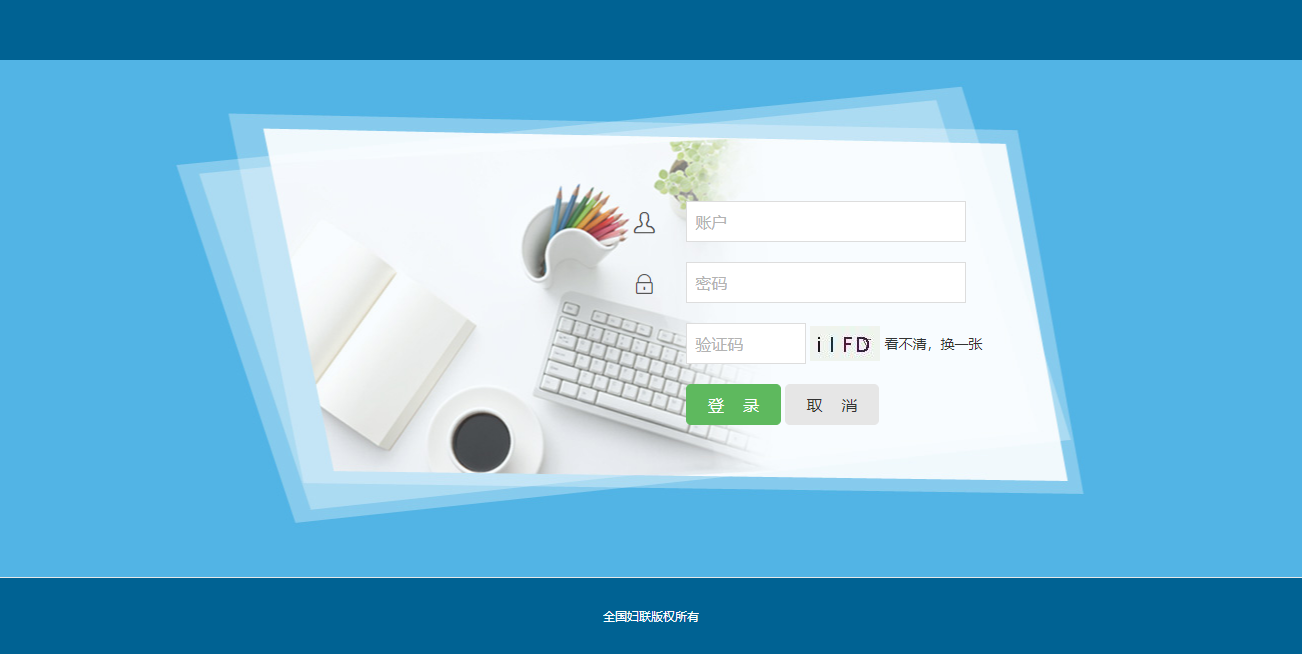 账户
密码
验证码 iIFD 看不清，换一张
登 录 取 消
全国妇联版权所有